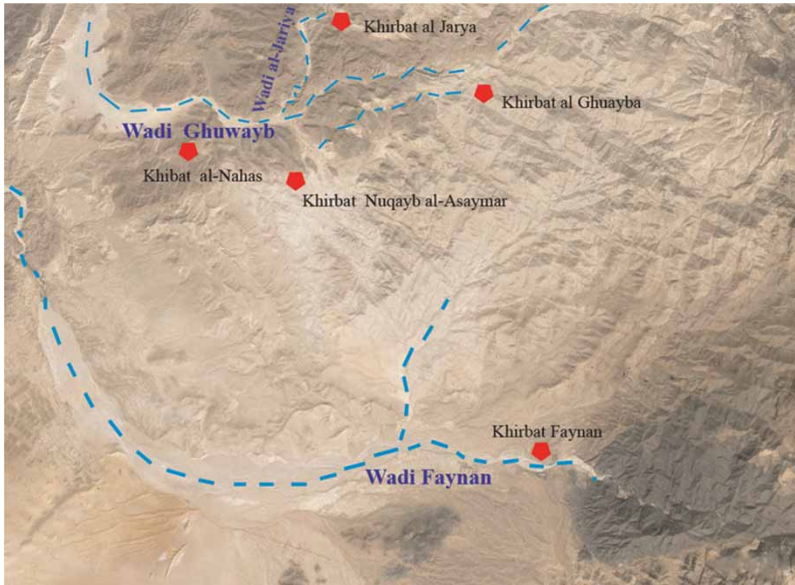 Khirbat al Jarya
Wadi al-Jariya
Khirbat al Ghuayba
Wadi Ghuwayb
Khibat al-Nahas
Khirbat Nuqayb al-Asaymar
Khirbat Faynan
Wadi Faynan